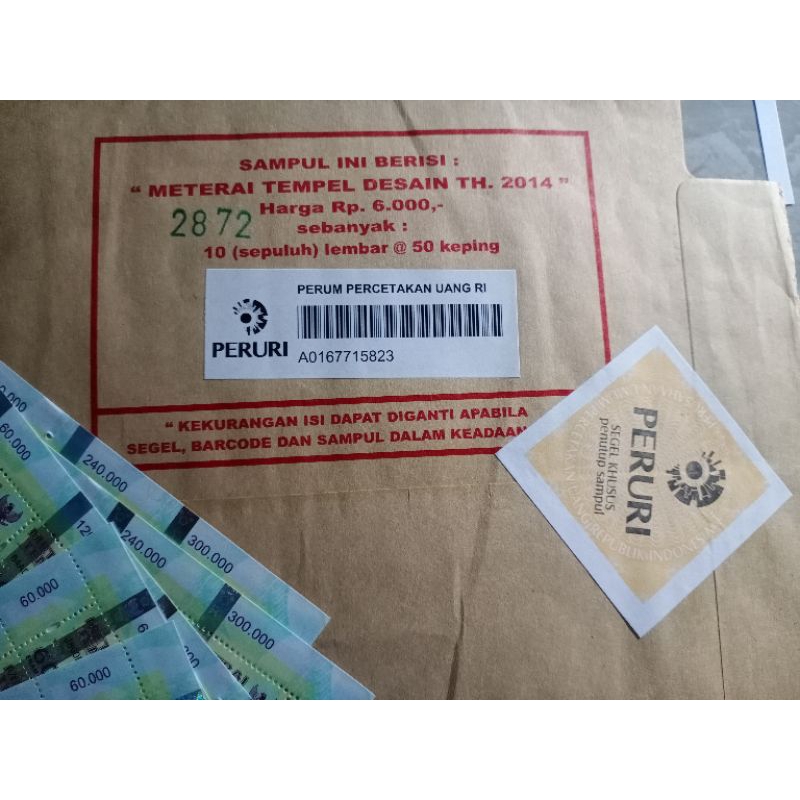 SAMPUL INI BERISI :
“ METERAI TEMPEL DESAIN TH. 2014 ”
Harga Rp. 6.000,-
2872
sebanyak :
10 (sepuluh) lembar @ 50 keping
PERUM PERCETAKAN UANG RI
PERURI
A0167715823
“ KEKURANGAN ISI DAPAT DIGANTI APABILA
SEGEL, BARCODE DAN SAMPUL DALAM KEADAAN
PERURI
SEGEL KHUSUS
penutup sampul
240.000
300.000
60.000
240.000
300.000
60.000
60.000